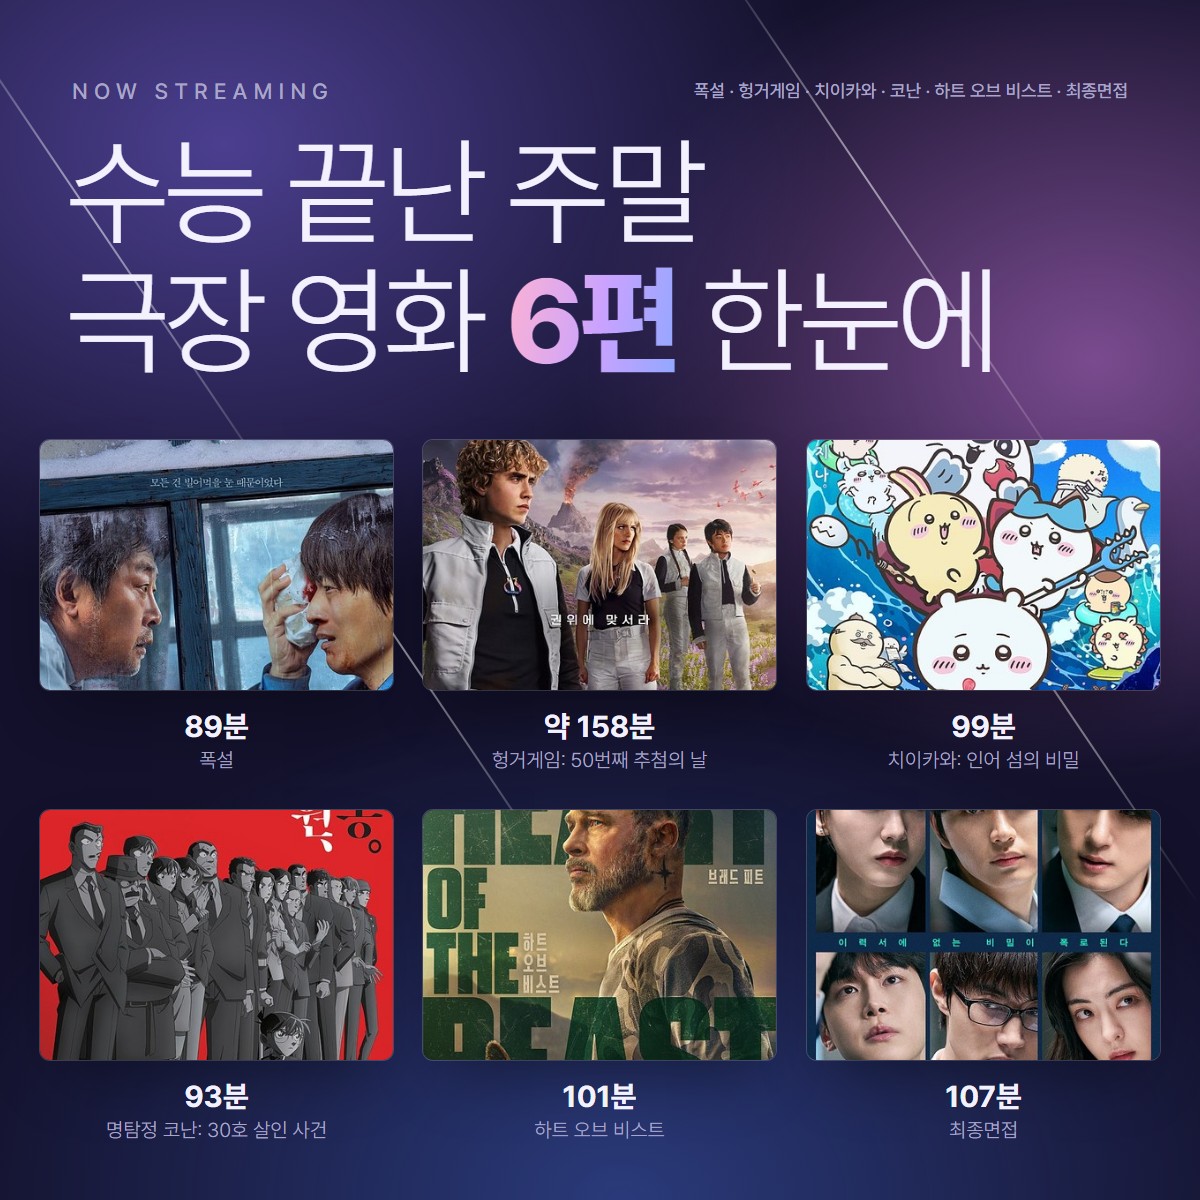 NOW STREAMING
폭설 · 헝거게임 · 치이카와 · 코난 · 하트 오브 비스트 · 최종면접
수능 끝난 주말
극장 영화 6편 한눈에
모든 건 빌어먹을 눈 때문이었다
권위에 맞서라
89분
폭설
약 158분
헝거게임: 50번째 추첨의 날
99분
치이카와: 인어 섬의 비밀
OF
THE
BEAST
하트
오브
비스트
브래드 피트
이력서에 없는 비밀이 폭로된다
93분
명탐정 코난: 30호 살인 사건
101분
하트 오브 비스트
107분
최종면접